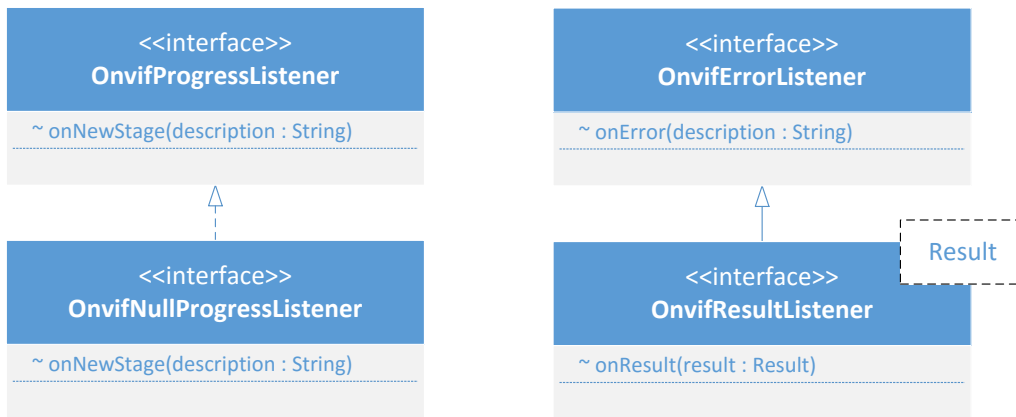 <<interface>>
OnvifProgressListener
~ onNewStage(description : String)
<<interface>>
OnvifErrorListener
~ onError(description : String)
<<interface>>
OnvifNullProgressListener
~ onNewStage(description : String)
Result
<<interface>>
OnvifResultListener
~ onResult(result : Result)